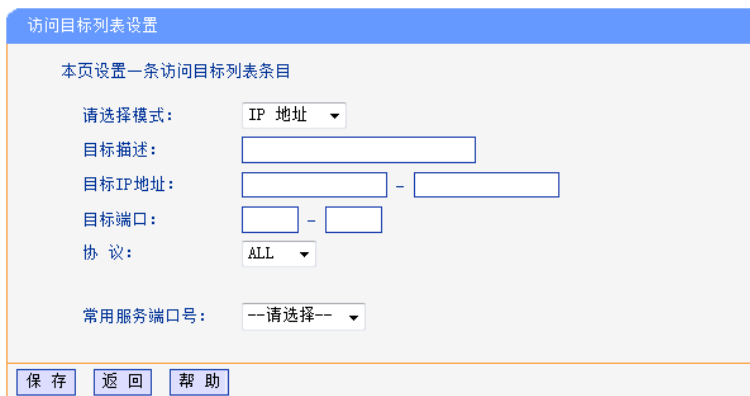 访问目标列表设置
本页设置一条访问目标列表条目
请选择模式: IP 地址
目标描述:
目标IP地址: -
目标端口: -
协 议: ALL
常用服务端口号: --请选择--
保 存 返 回 帮 助